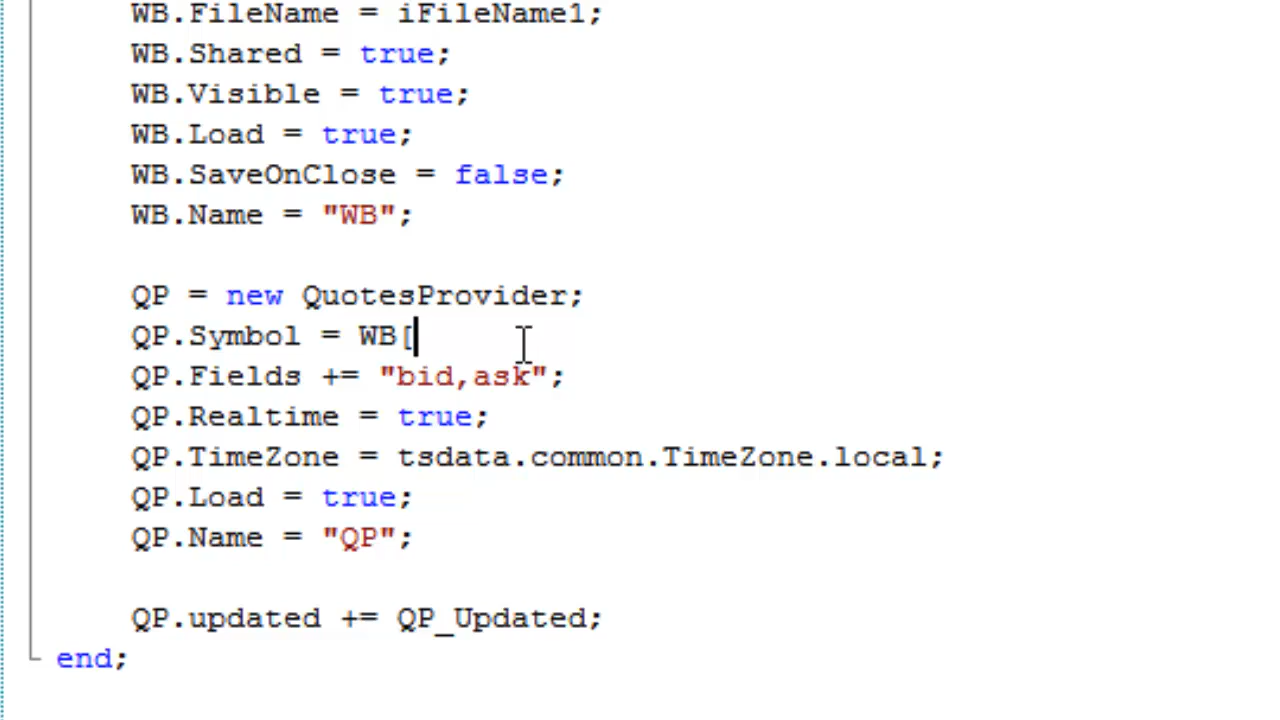 WB.FileName = iFileName1;
WB.Shared = true;
WB.Visible = true;
WB.Load = true;
WB.SaveOnClose = false;
WB.Name = "WB";
QP = new QuotesProvider;
QP.Symbol = WB[
QP.Fields += "bid,ask";
QP.Realtime = true;
QP.TimeZone = tsdata.common.TimeZone.local;
QP.Load = true;
QP.Name = "QP";
QP.updated += QP_Updated;
end;